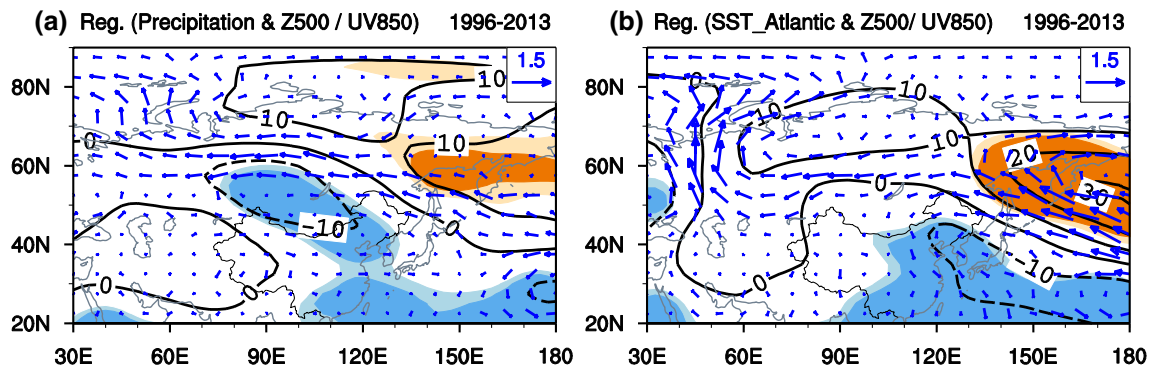 (a) Reg. (Precipitation & Z500 / UV850) 1996-2013
1.5
80N
60N
40N
20N
10
10
10
0
0
-10
0
0
30E 60E 90E 120E 150E 180
(b) Reg. (SST_Atlantic & Z500/ UV850) 1996-2013
1.5
80N
60N
40N
20N
0
10
10
10
20
30
0
-10
0
30E 60E 90E 120E 150E 180